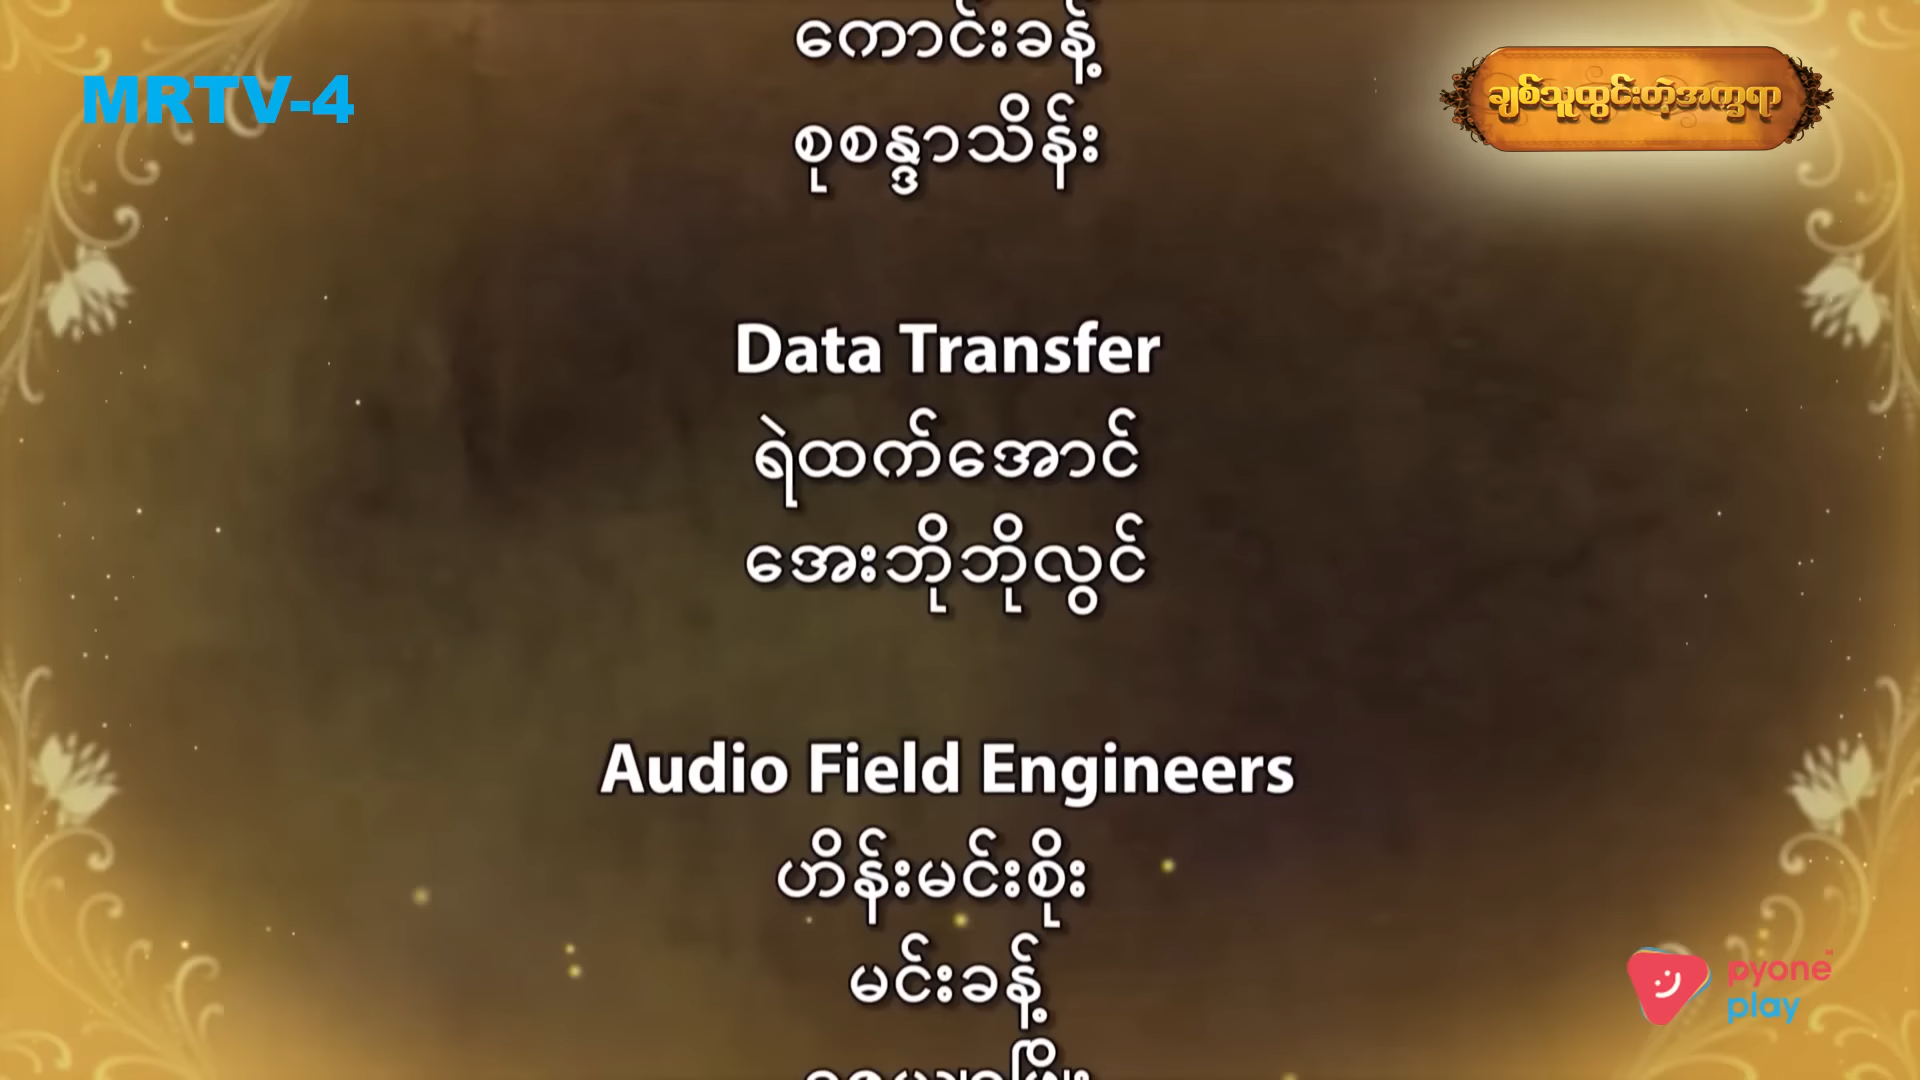 ကောင်းခန့်
MRTV-4
ချစ်သူထွင်းတဲ့အက္ခရာ
စုစန္ဒာသိန်း
Data Transfer
ရဲထက်အောင်
အေးဘိုဘိုလွင်
Audio Field Engineers
ဟိန်းမင်းစိုး
မင်းခန့်
pyone
play